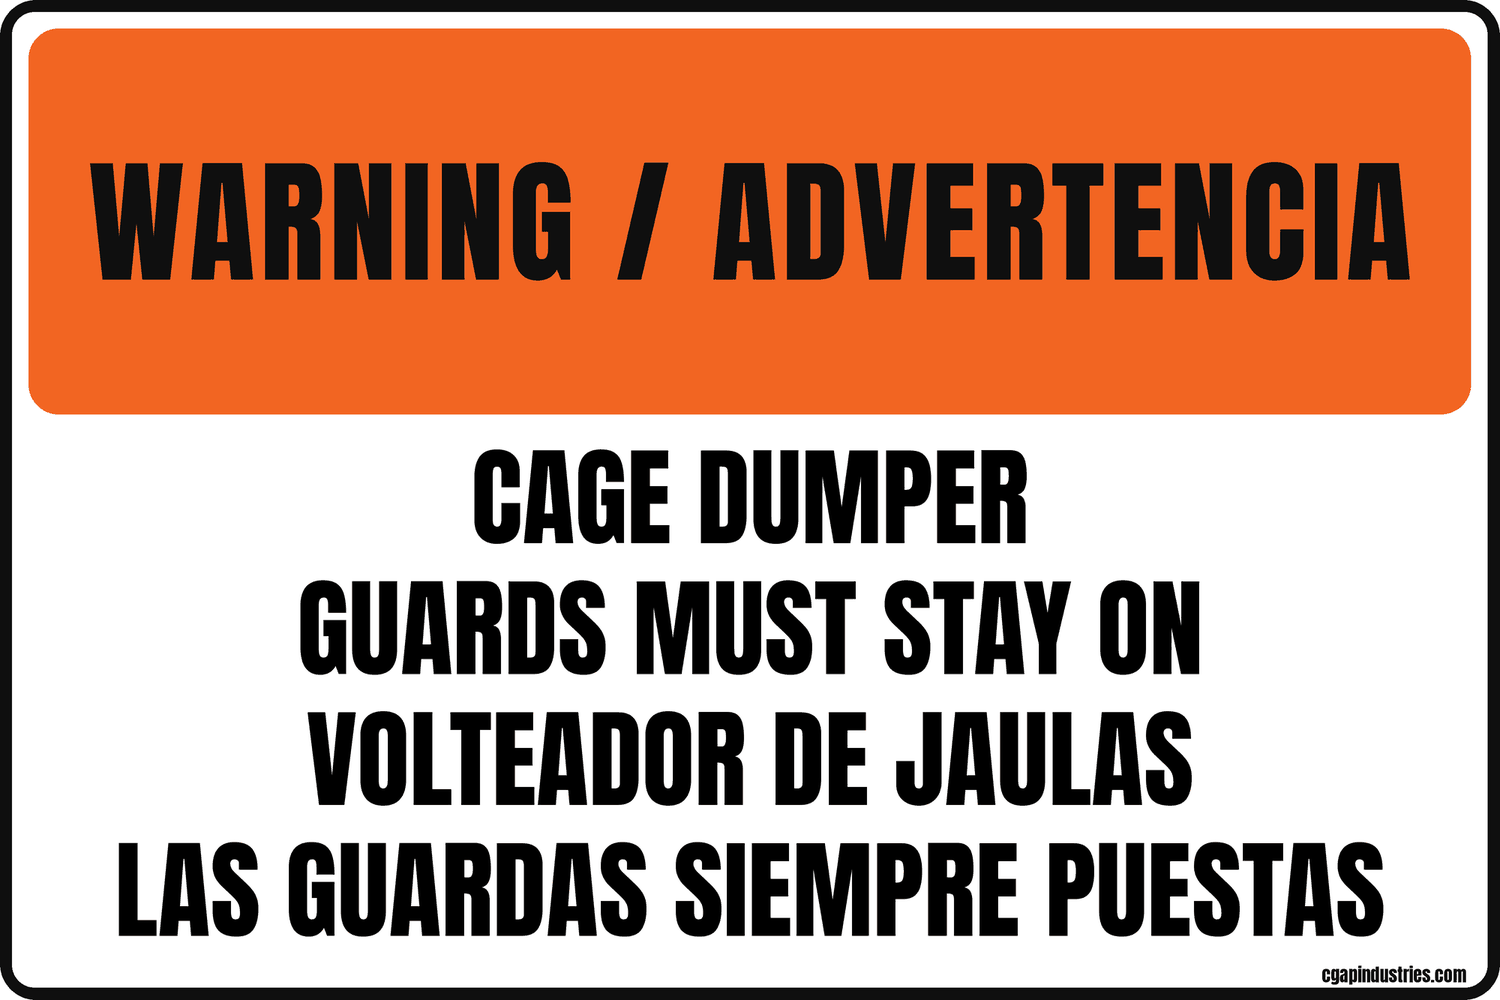 WARNING / ADVERTENCIA
CAGE DUMPER
GUARDS MUST STAY ON
VOLTEADOR DE JAULAS
LAS GUARDAS SIEMPRE PUESTAS
cgapindustries.com